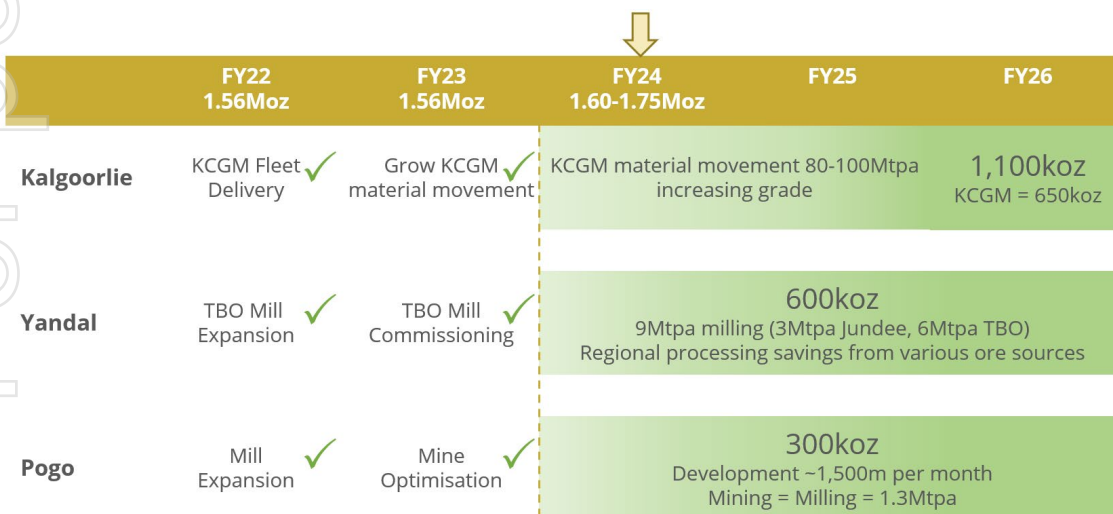 FY22 FY23 FY24 FY25 FY26
1.56Moz 1.56Moz 1.60-1.75Moz
Kalgoorlie
KCGM Fleet
Delivery
Grow KCGM
material movement
KCGM material movement 80-100Mtpa
increasing grade
1,100koz
KCGM = 650koz
Yandal
TBO Mill
Expansion
TBO Mill
Commissioning
600koz
9Mtpa milling (3Mtpa Jundee, 6Mtpa TBO)
Regional processing savings from various ore sources
Pogo
Mill
Expansion
Mine
Optimisation
300koz
Development ~1,500m per month
Mining = Milling = 1.3Mtpa